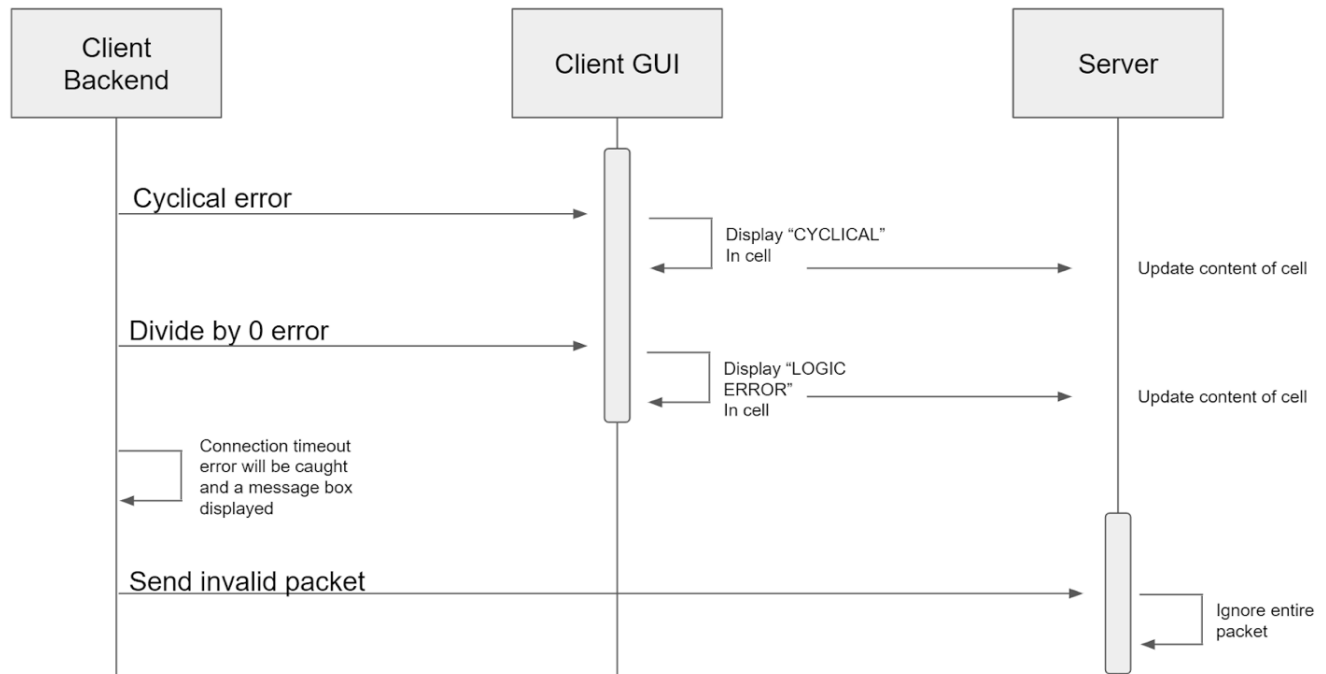 Client
Backend
Client GUI
Server
Cyclical error
Display “CYCLICAL”
In cell
Update content of cell
Divide by 0 error
Display “LOGIC
ERROR”
In cell
Update content of cell
Connection timeout
error will be caught
and a message box
displayed
Send invalid packet
Ignore entire
packet